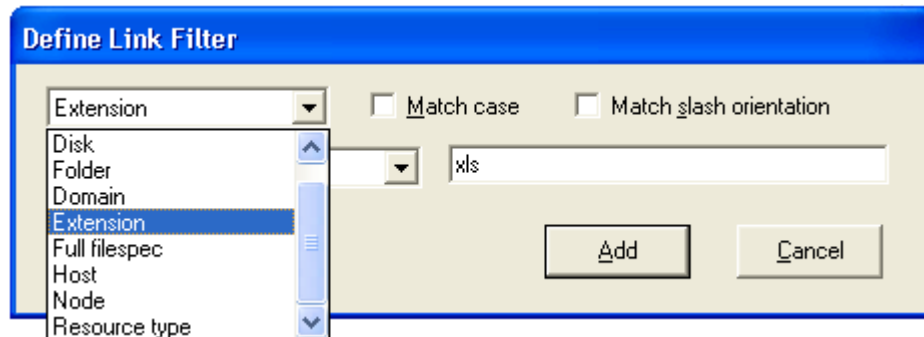 Define Link Filter
Extension
Match case
Match slash orientation
Disk
Folder
Domain
Extension
Full filespec
Host
Node
Resource type
xls
Add
Cancel